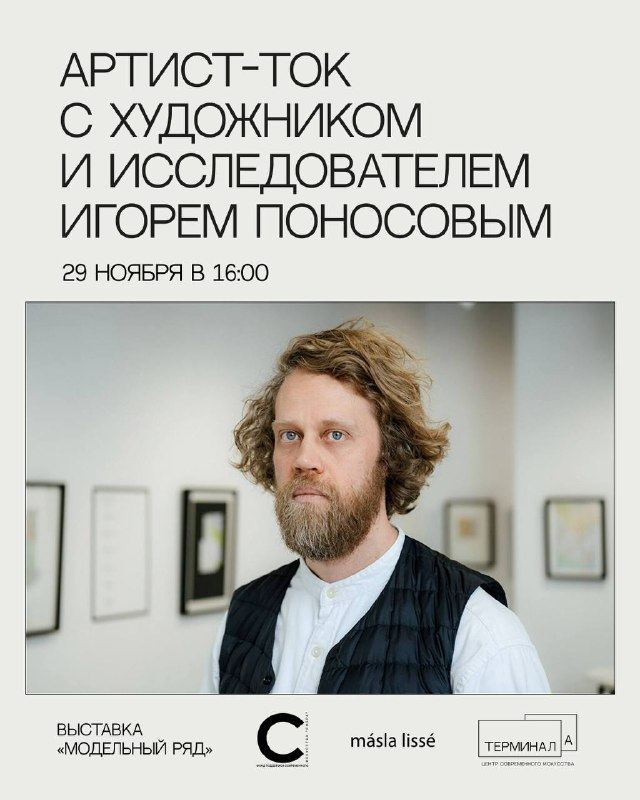 АРТИСТ-ТОК
С ХУДОЖНИКОМ
И ИССЛЕДОВАТЕЛЕМ
ИГОРЕМ ПОНОСОВЫМ
29 НОЯБРЯ В 16:00
ВЫСТАВКА
«МОДЕЛЬНЫЙ РЯД»
С
másla lissé
ТЕРМИНАЛ А
ЦЕНТР СОВРЕМЕННОГО ИСКУССТВА